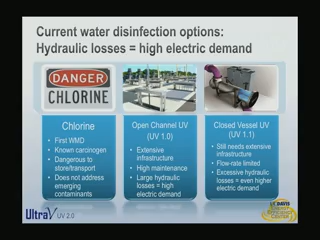 Current water disinfection options:
Hydraulic losses = high electric demand
DANGER
CHLORINE
Chlorine
• First WMD
• Known carcinogen
• Dangerous to
store/transport
• Does not address
emerging
contaminants
Open Channel UV
(UV 1.0)
• Extensive
infrastructure
• High maintenance
• Large hydraulic
losses = high
electric demand
Closed Vessel UV
(UV 1.1)
• Still needs extensive
infrastructure
• Flow-rate limited
• Excessive hydraulic
losses = even higher
electric demand
UltraV UV 2.0
UC DAVIS
ENERGY
EFFICIENCY
CENTER